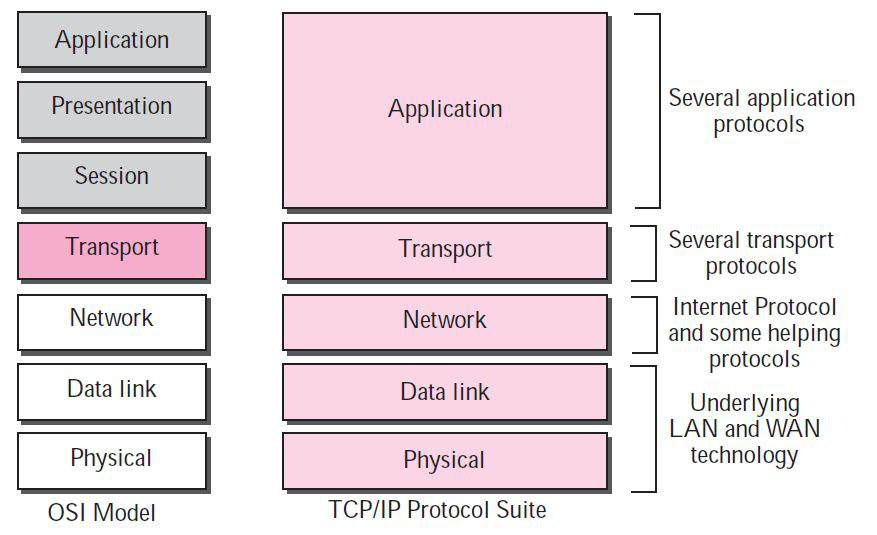 Application
Presentation
Session
Transport
Network
Data link
Physical
OSI Model
Application
Transport
Network
Data link
Physical
TCP/IP Protocol Suite
Several application
protocols
Several transport
protocols
Internet Protocol
and some helping
protocols
Underlying
LAN and WAN
technology